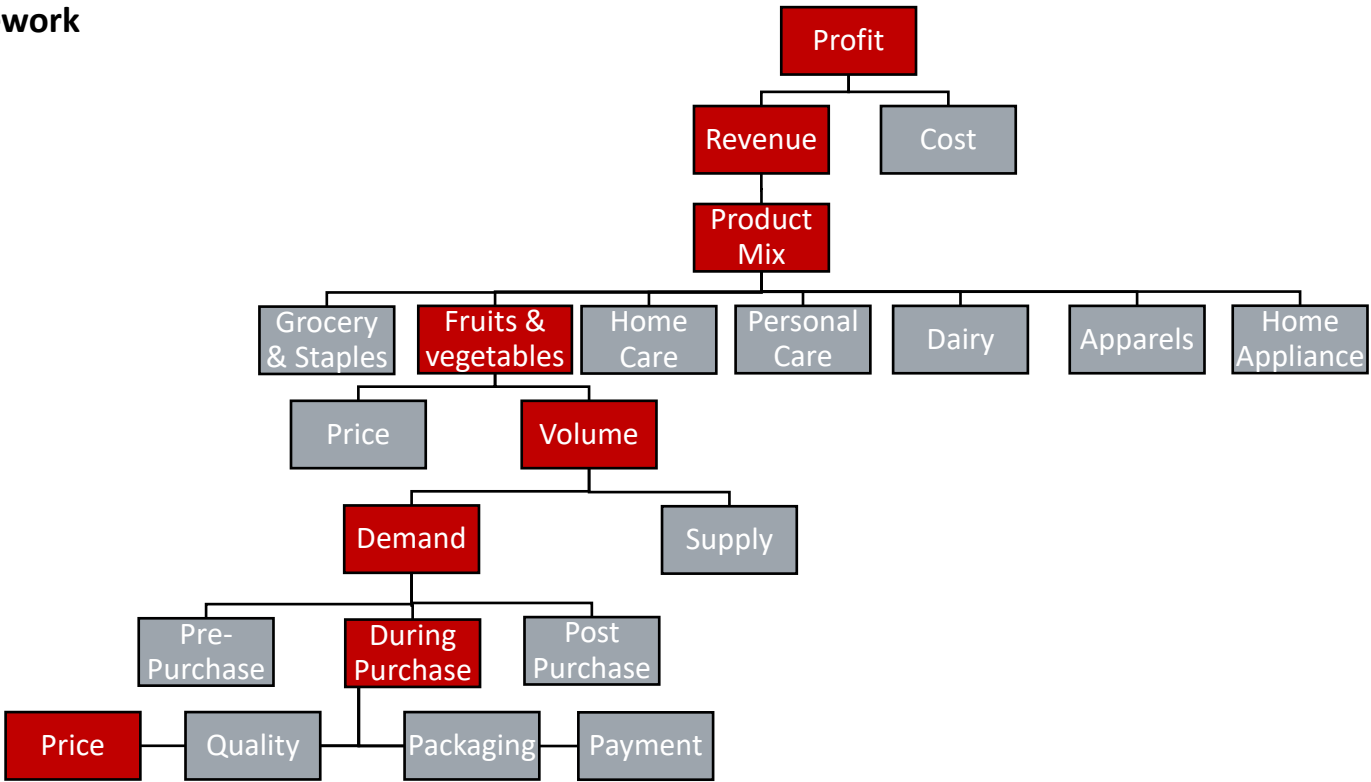 work
Profit
Revenue
Cost
Product
Mix
Grocery
& Staples
Fruits &
vegetables
Home
Care
Personal
Care
Dairy
Apparels
Home
Appliance
Price
Volume
Demand
Supply
Pre-
Purchase
During
Purchase
Post
Purchase
Price
Quality
Packaging
Payment